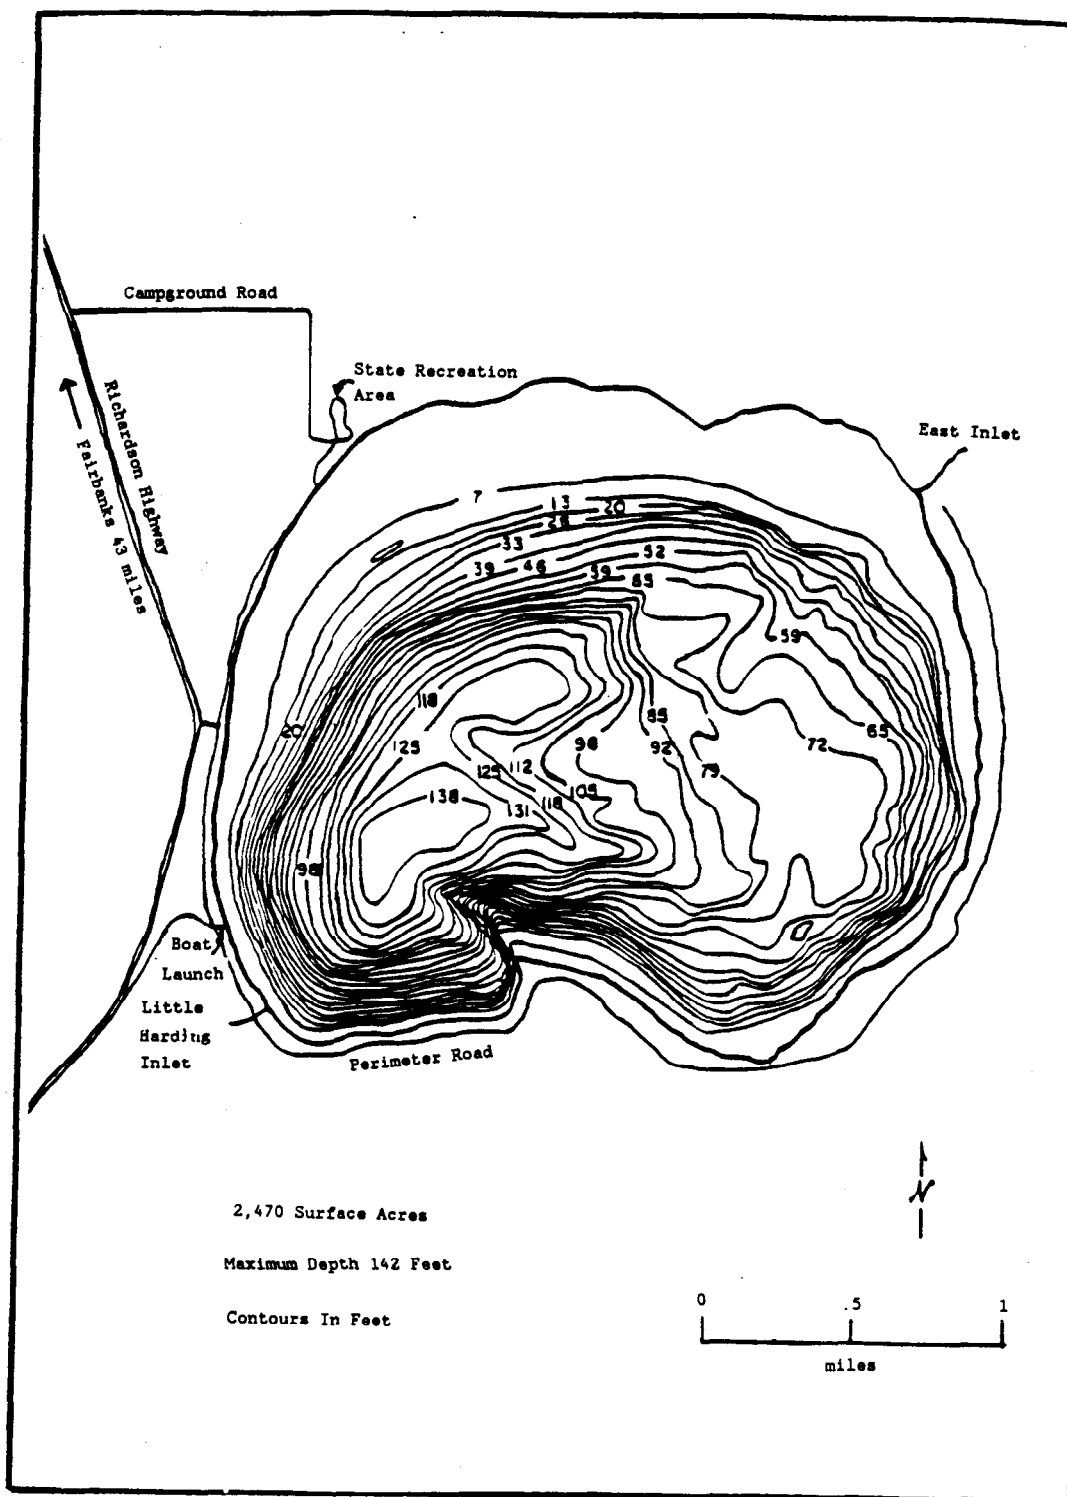 Campground Road
State Recreation
Area
East Inlet
Richardson Highway
Fairbanks 43 miles
7
13
20
26
33
52
39
46
59
65
59
118
20
85
98
92
72
65
125
125
112
79
138
131
118
105
98
Boat
Launch
Little
Harding
Inlet
Perimeter Road
N
2,470 Surface Acres
Maximum Depth 142 Feet
Contours In Feet
0 .5 1
miles